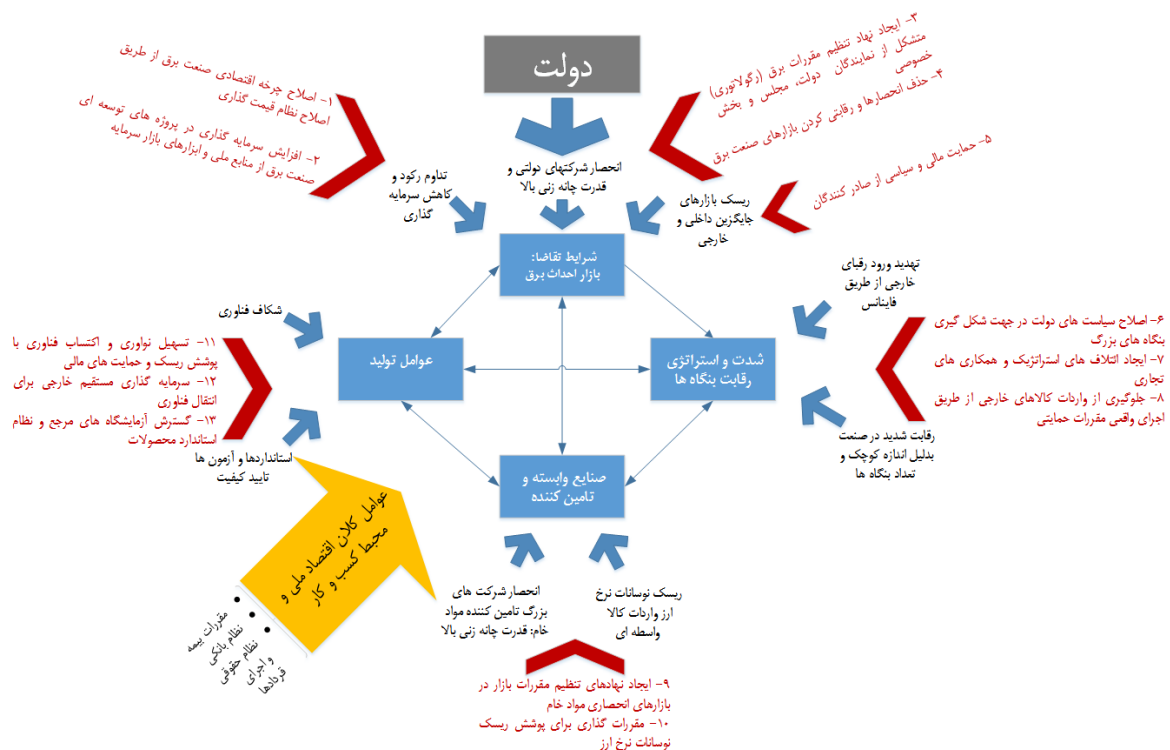 دولت
۱- اصلاح چرخه اقتصادی صنعت برق از طریق
اصلاح نظام قیمت گذاری
۲- افزایش سرمایه گذاری در پروژه های توسعه ای
صنعت برق از منابع ملی و ابزارهای بازار سرمایه
۳- ایجاد نهاد تنظیم مقررات برق (رگولاتوری)
متشکل از نمایندگان دولت، مجلس و بخش
خصوصی
۴- حذف انحصارها و رقابتی کردن بازارهای صنعت برق
۵- حمایت مالی و سیاسی از صادر کنندگان
انحصار شرکتهای دولتی و
قدرت چانه زنی بالا
تداوم رکود و
کاهش سرمایه
گذاری
ریسک بازارهای
جایگزین داخلی و
خارجی
شرایط تقاضا:
بازار احداث برق
تهدید ورود رقبای
خارجی از طریق
فاینانس
شکاف فناوری
۶- اصلاح سیاست های دولت در جهت شکل گیری
بنگاه های بزرگ
۷- ایجاد ائتلاف های استراتژیک و همکاری های
تجاری
۸- جلوگیری از واردات کالاهای خارجی از طریق
اجرای واقعی مقررات حمایتی
شدت و استراتژی
رقابت بنگاه ها
عوامل تولید
۱۱- تسهیل نواوری و اکتساب فناوری با
پوشش ریسک و حمایت های مالی
۱۲- سرمایه گذاری مستقیم خارجی برای
انتقال فناوری
۱۳- گسترش آزمایشگاه های مرجع و نظام
استاندارد محصولات
رقابت شدید در صنعت
بدلیل اندازه کوچک و
تعداد بنگاه ها
استانداردها و آزمون ها
تایید کیفیت
صنایع وابسته و
تامین کننده
عوامل کلان اقتصاد ملی و
محیط کسب و کار
• مقررات بیمه
• نظام بانکی
• نظام حقوقی
و اجرای
قردادها
ریسک نوسانات نرخ
ارز واردات کالا
واسطه ای
انحصار شرکت های
بزرگ تامین کننده مواد
خام: قدرت چانه زنی بالا
۹- ایجاد نهادهای تنظیم مقررات بازار در
بازارهای انحصاری مواد خام
۱۰- مقررات گذاری برای پوشش ریسک
نوسانات نرخ ارز